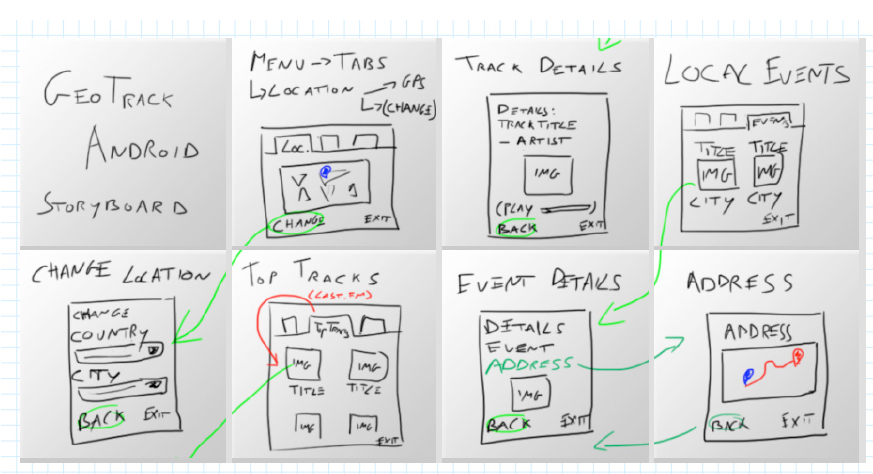 GEOTRACK
ANDROID
STORYBOARD
MENU → TABS
↳ LOCATION → GPS
↳ (CHANGE)
LOC.
CHANGE EXIT
TRACK DETAILS
DETAILS:
TRACK TITLE
- ARTIST
IMG
(PLAY )
BACK EXIT
LOCAL EVENTS
EVENTS
TITLE TITLE
IMG IMG
CITY CITY
EXIT
CHANGE LOCATION
CHANGE
COUNTRY
CITY
BACK EXIT
TOP TRACKS
(LAST.FM)
TOP TRACKS
IMG IMG
TITLE TITLE
IMG IMG
EXIT
EVENT DETAILS
DETAILS
EVENT
ADDRESS
IMG
BACK EXIT
ADDRESS
ADDRESS
BACK EXIT